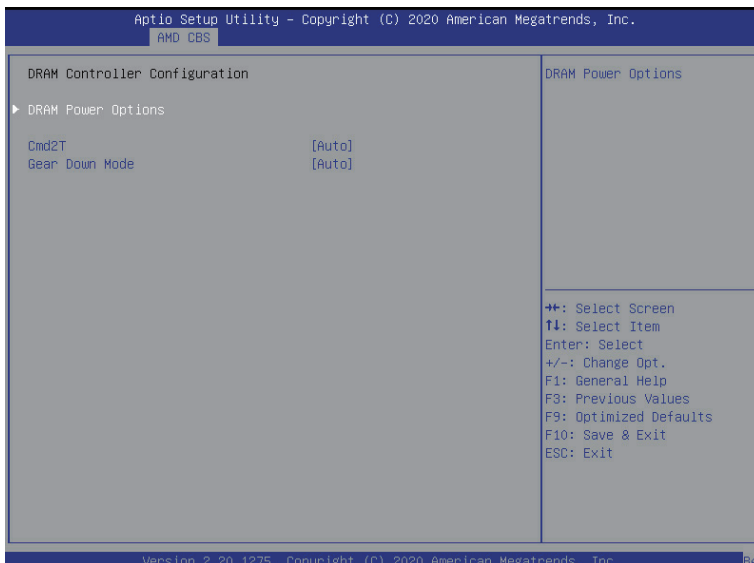 Aptio Setup Utility – Copyright (C) 2020 American Megatrends, Inc.
AMD CBS
DRAM Controller Configuration
DRAM Power Options
Cmd2T [Auto]
Gear Down Mode [Auto]
DRAM Power Options
→←: Select Screen
↑↓: Select Item
Enter: Select
+/-: Change Opt.
F1: General Help
F3: Previous Values
F9: Optimized Defaults
F10: Save & Exit
ESC: Exit
Version 2.20.1275. Copyright (C) 2020 American Megatrends, Inc.